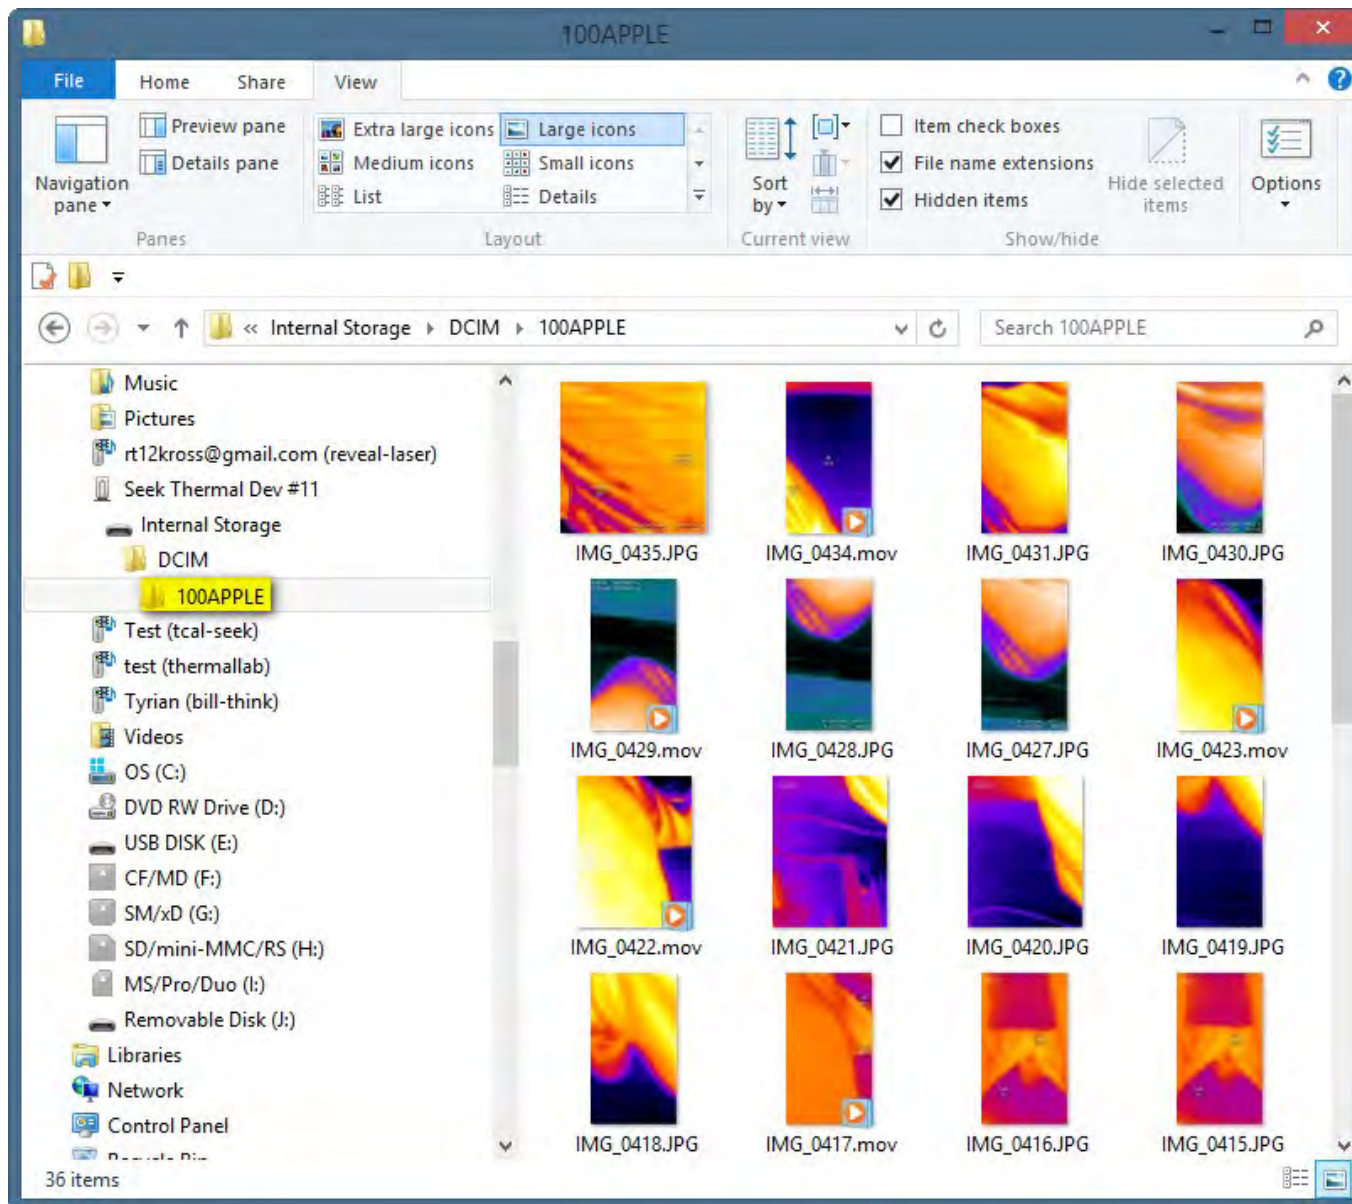 100APPLE
File Home Share View
Preview pane
Details pane
Navigation pane
Panes
Extra large icons Large icons
Medium icons Small icons
List Details
Layout
Sort by
Current view
Item check boxes
File name extensions
Hidden items
Hide selected items
Show/hide
Options
« Internal Storage DCIM 100APPLE
Search 100APPLE
Music
Pictures
rt12kross@gmail.com (reveal-laser)
Seek Thermal Dev #11
Internal Storage
DCIM
100APPLE
Test (tcal-seek)
test (thermallab)
Tyrian (bill-think)
Videos
OS (C:)
DVD RW Drive (D:)
USB DISK (E:)
CF/MD (F:)
SM/xD (G:)
SD/mini-MMC/RS (H:)
MS/Pro/Duo (I:)
Removable Disk (J:)
Libraries
Network
Control Panel
IMG_0435.JPG IMG_0434.mov IMG_0431.JPG IMG_0430.JPG
IMG_0429.mov IMG_0428.JPG IMG_0427.JPG IMG_0423.mov
IMG_0422.mov IMG_0421.JPG IMG_0420.JPG IMG_0419.JPG
IMG_0418.JPG IMG_0417.mov IMG_0416.JPG IMG_0415.JPG
36 items